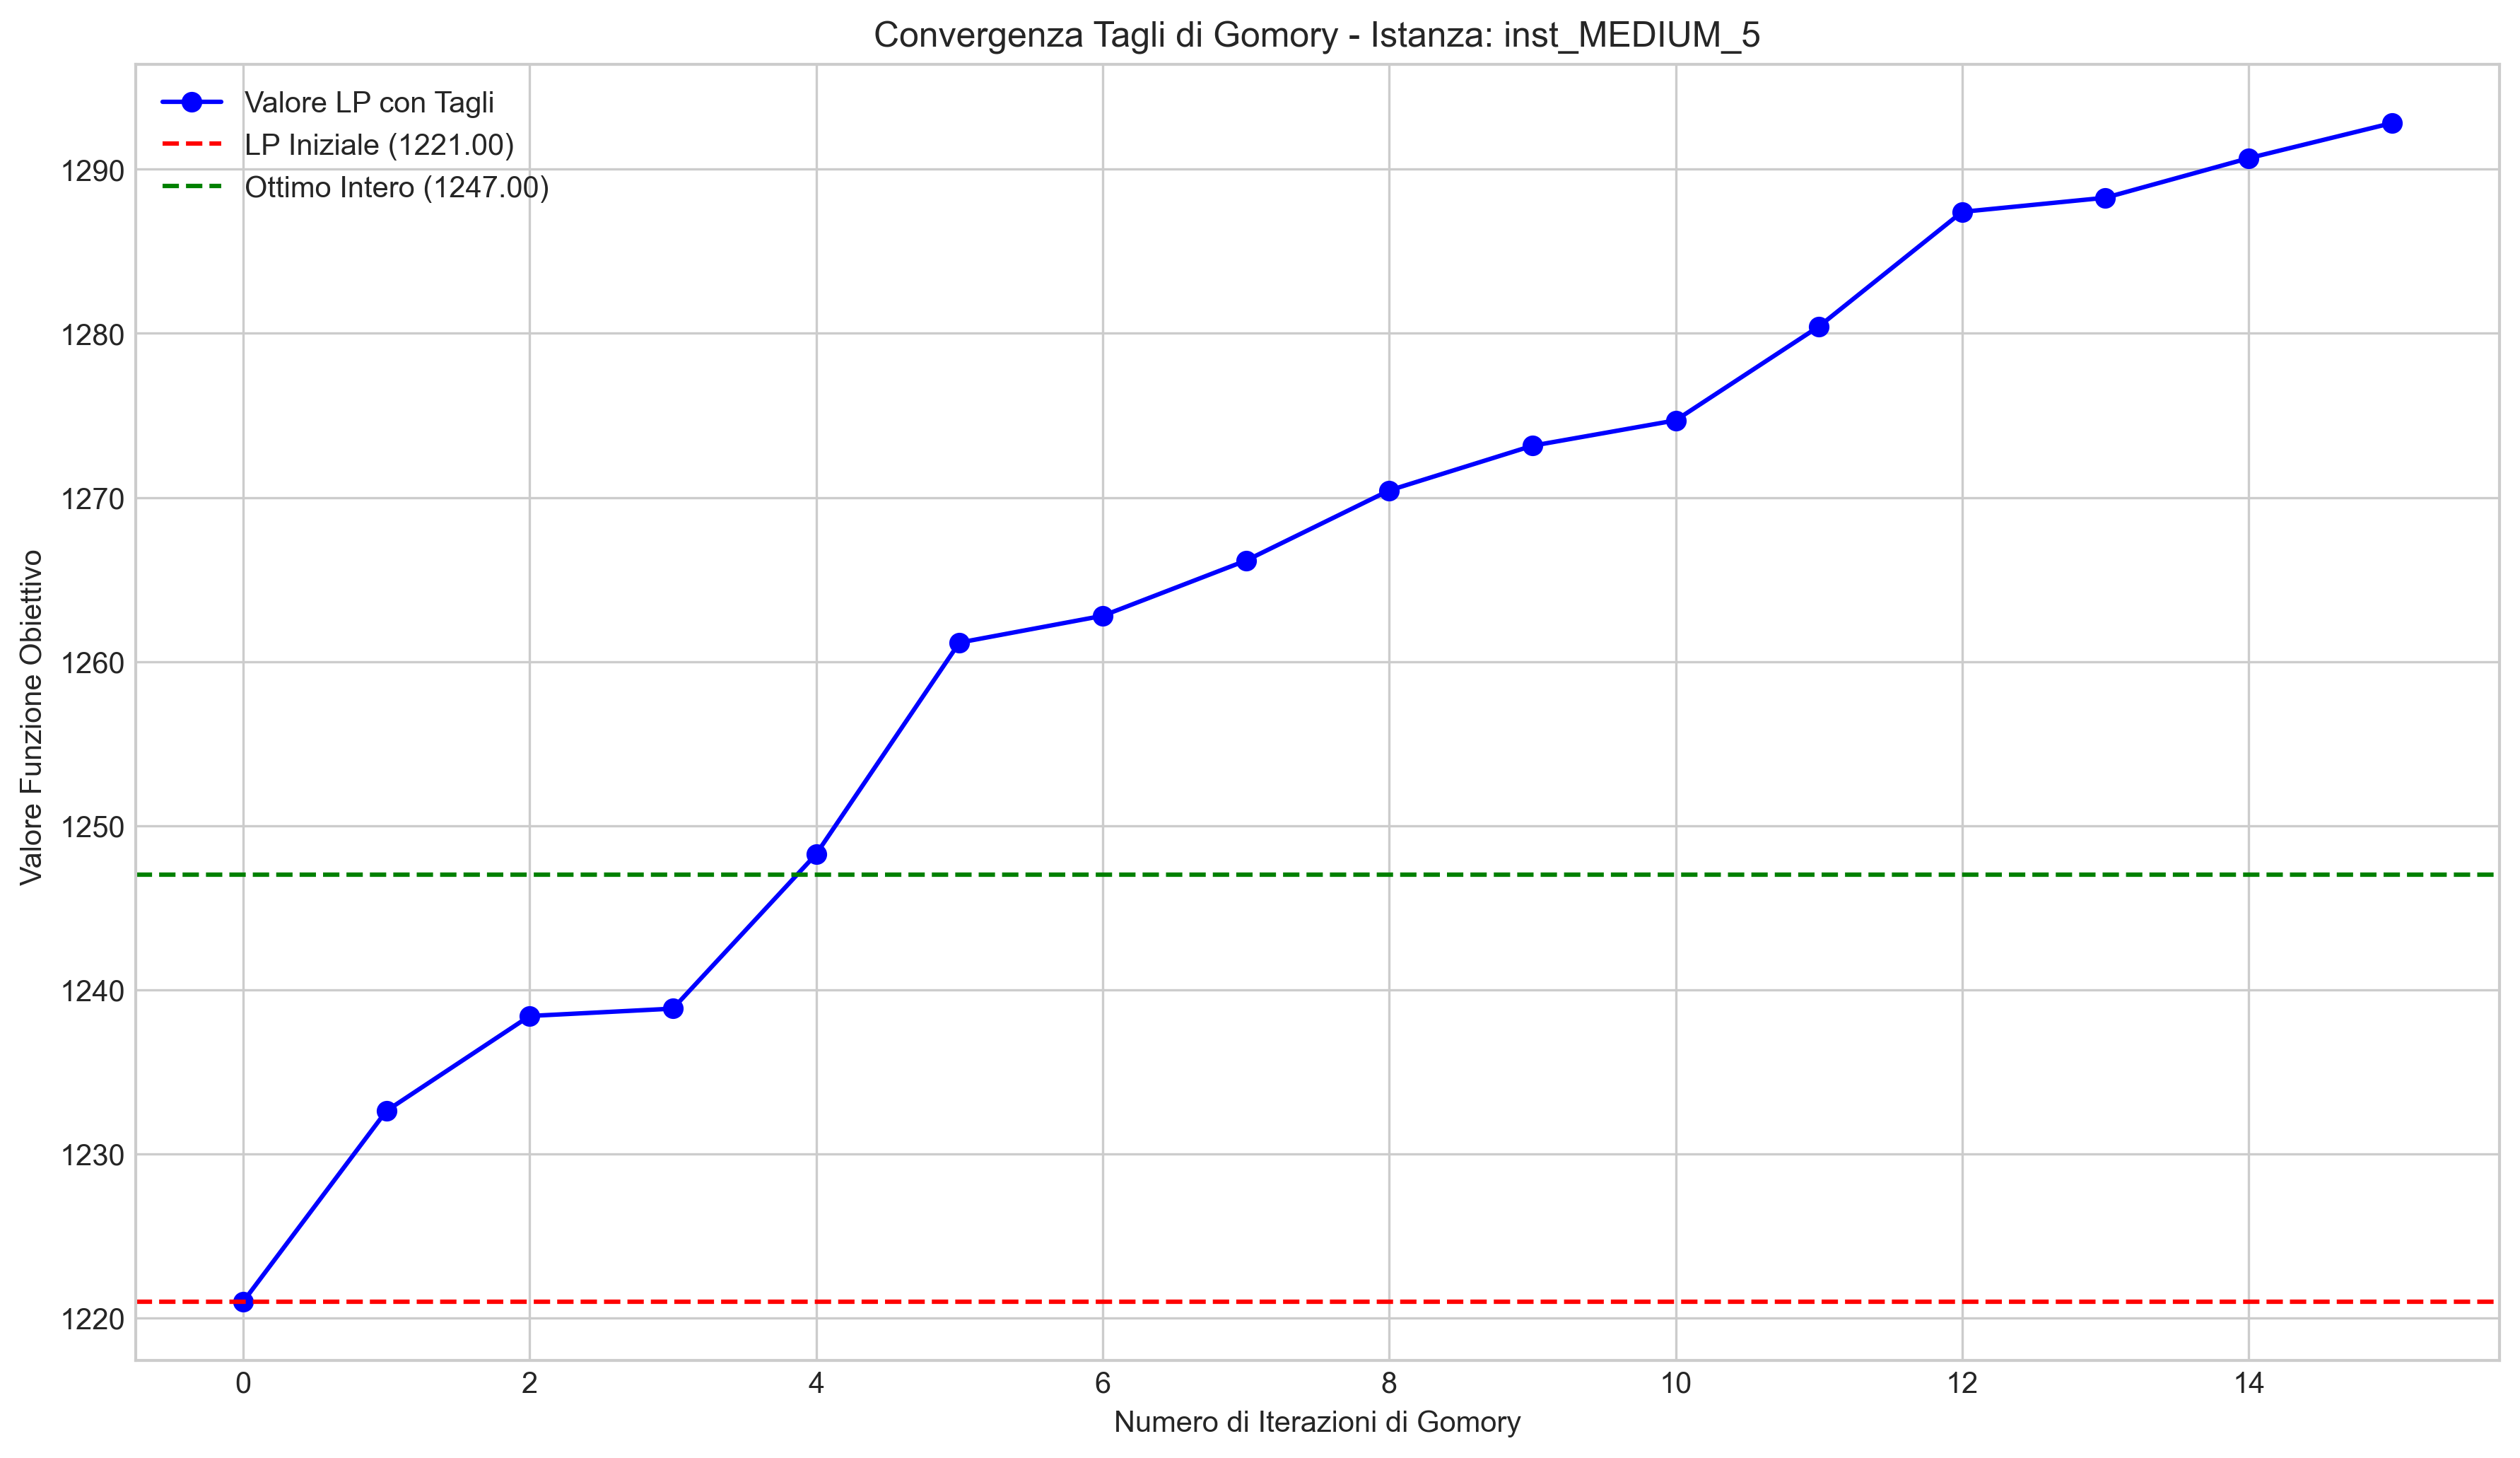 Convergenza Tagli di Gomory - Istanza: inst_MEDIUM_5
Valore LP con Tagli
LP Iniziale (1221.00)
Ottimo Intero (1247.00)
1290
1280
1270
1260
1250
1240
1230
1220
Valore Funzione Obiettivo
0 2 4 6 8 10 12 14
Numero di Iterazioni di Gomory